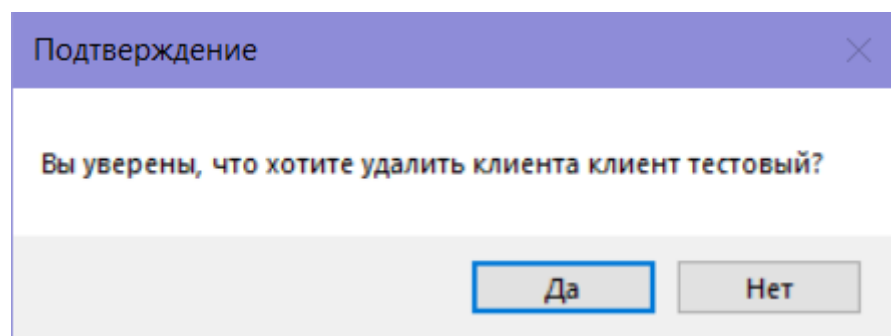 Подтверждение
Вы уверены, что хотите удалить клиента клиент тестовый?
Да Нет